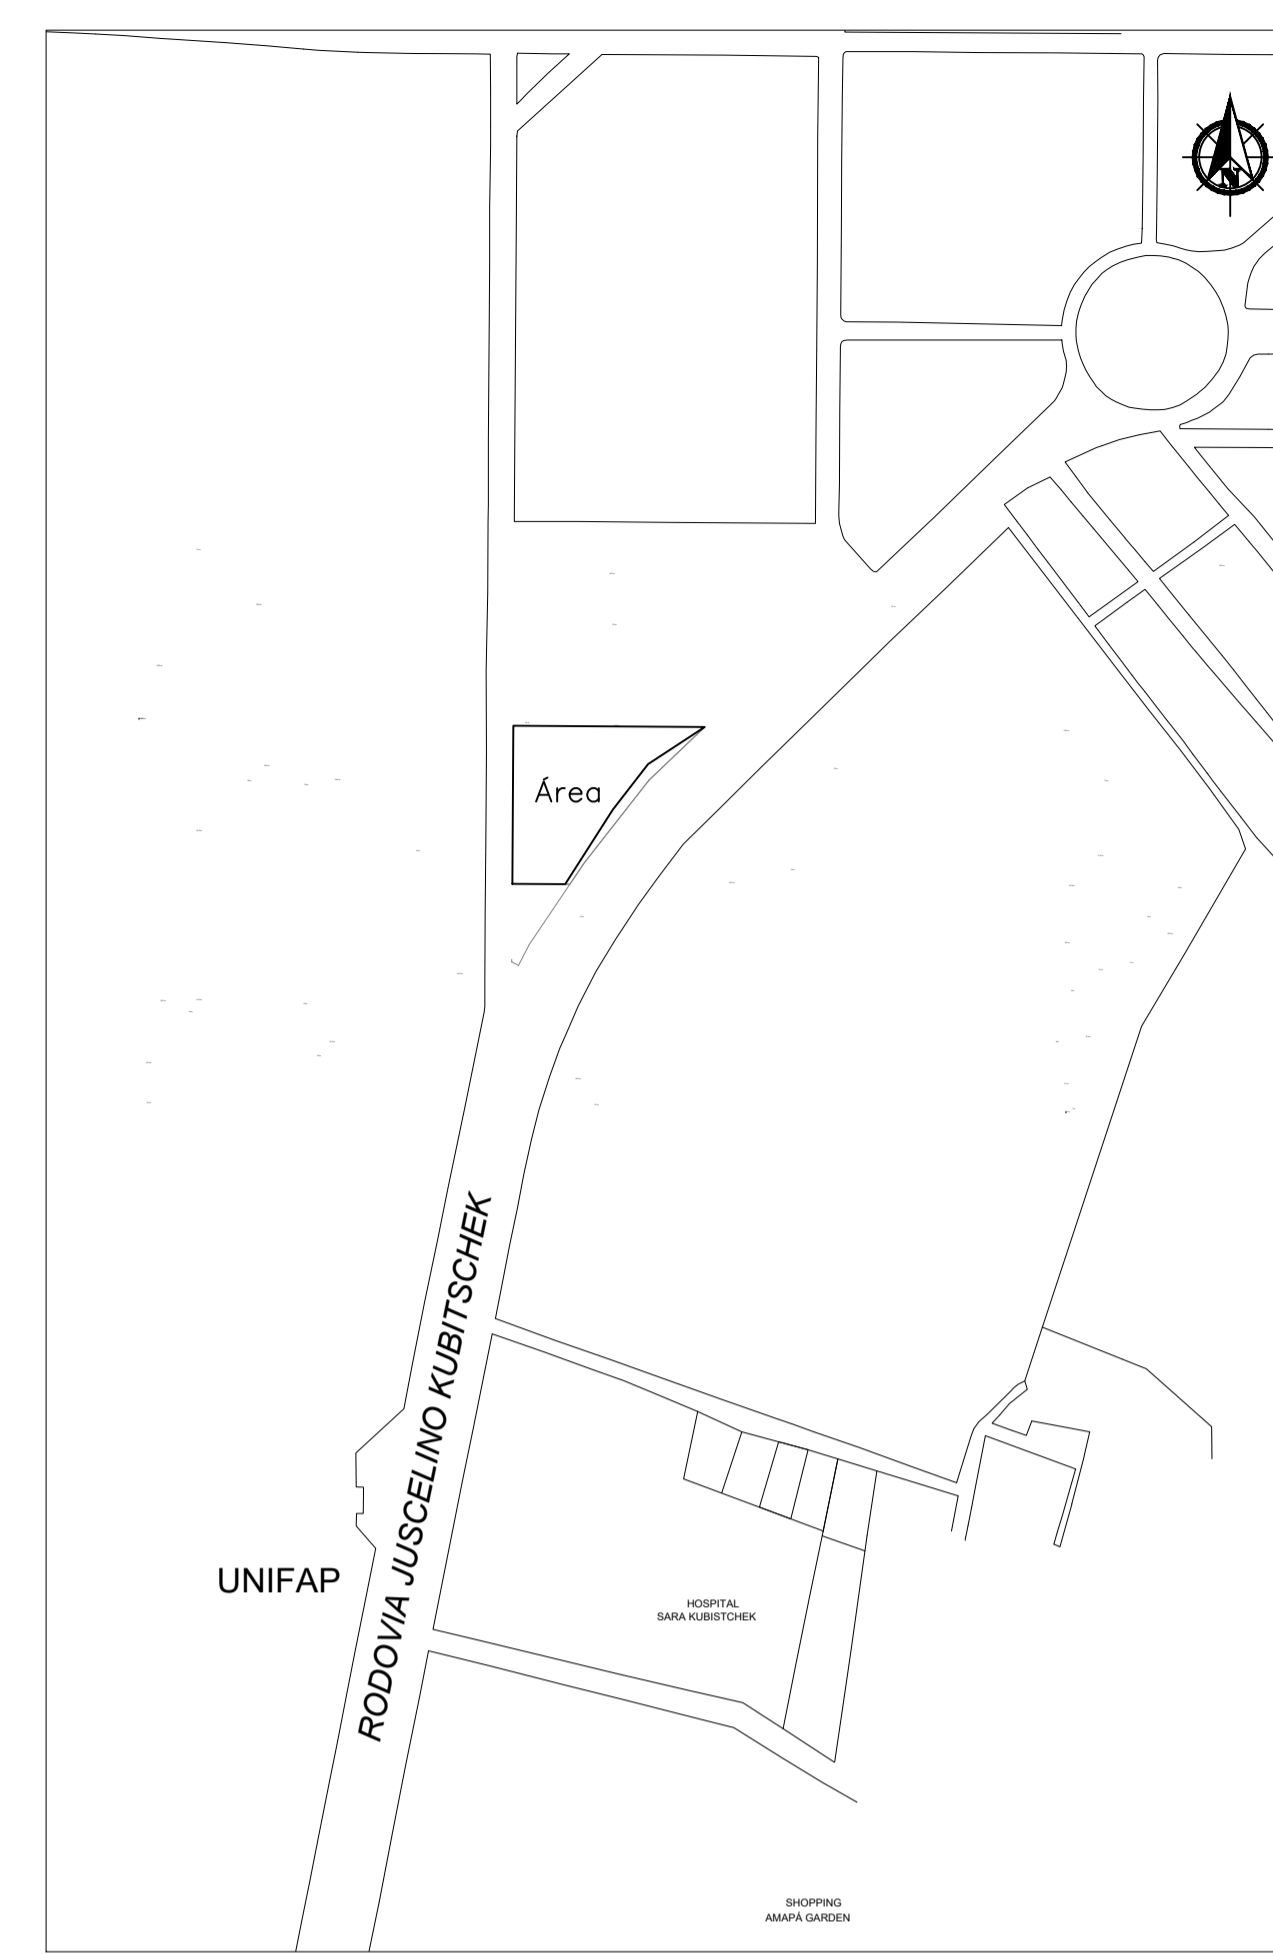 N
Área
RODOVIA JUSCELINO KUBITSCHEK
UNIFAP
HOSPITAL
SARA KUBISTCHEK
SHOPPING
AMAPÁ GARDEN